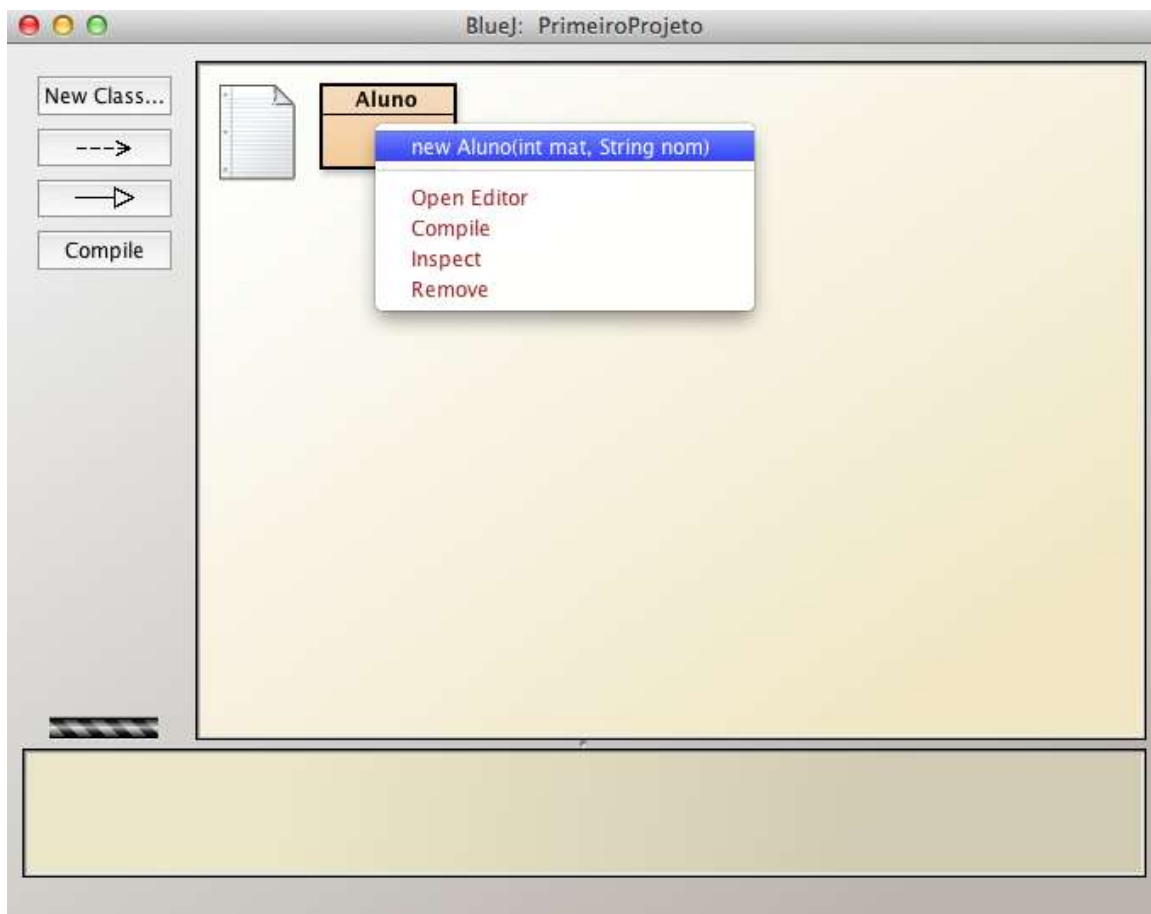 BlueJ: PrimeiroProjeto
New Class...
Compile
Aluno
new Aluno(int mat, String nom)
Open Editor
Compile
Inspect
Remove